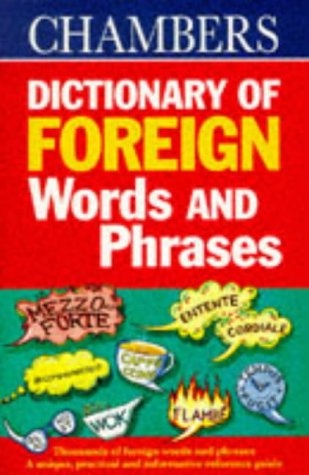 CHAMBERS
DICTIONARY OF
FOREIGN
WORDS AND
PHRASES
MEZZO
FORTE
ENTENTE
CORDIALE
WOK
FLAMBÉ
Thousands of foreign words and phrases
A unique, practical and informative reference guide